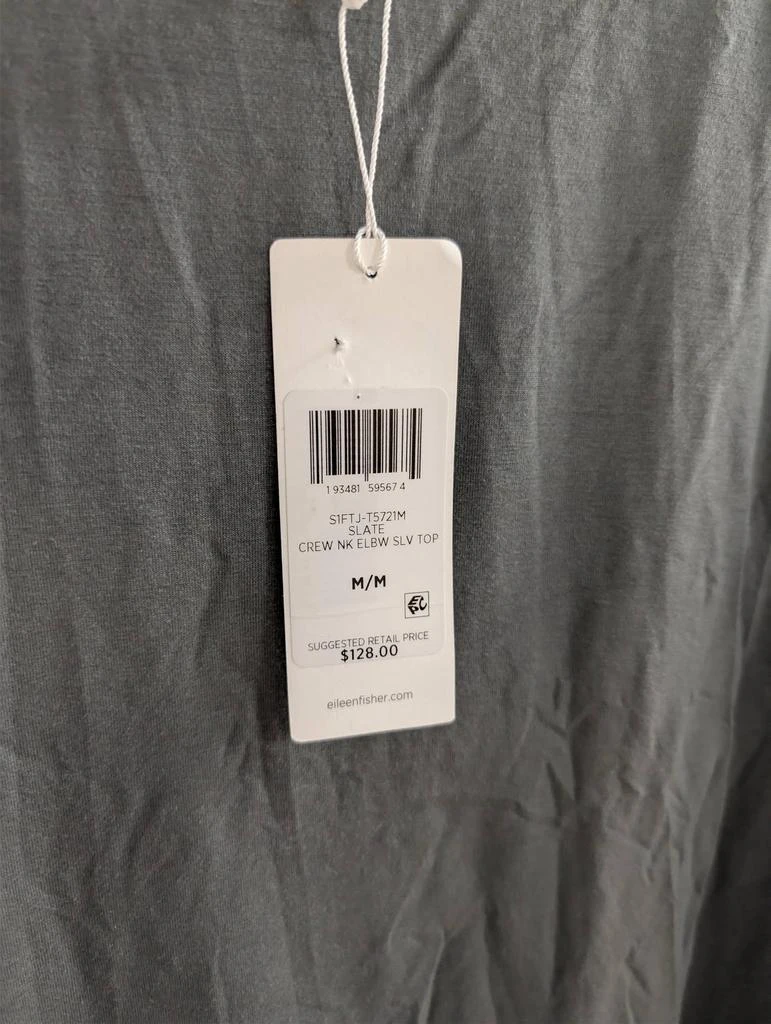 1 93481 59567 4
S1FTJ-T5721M
SLATE
CREW NK ELBW SLV TOP
M/M
SUGGESTED RETAIL PRICE
$128.00
eileenfisher.com